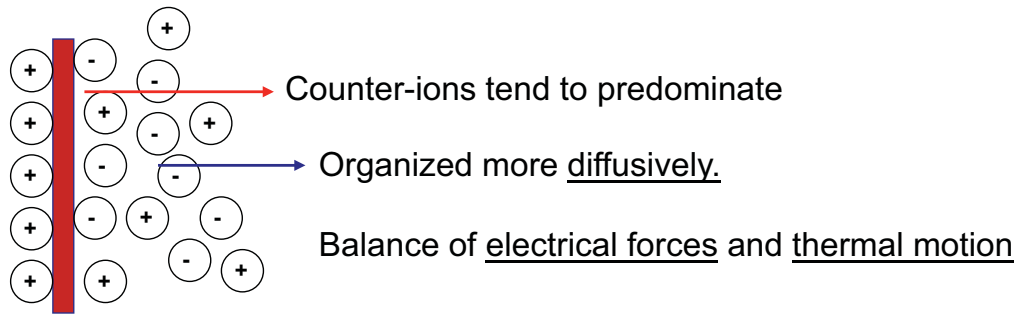 +
+ -
-
+ +
- +
+ -
-
+ - + -
+
- +
+ +
Counter-ions tend to predominate
Organized more diffusively.
Balance of electrical forces and thermal motion